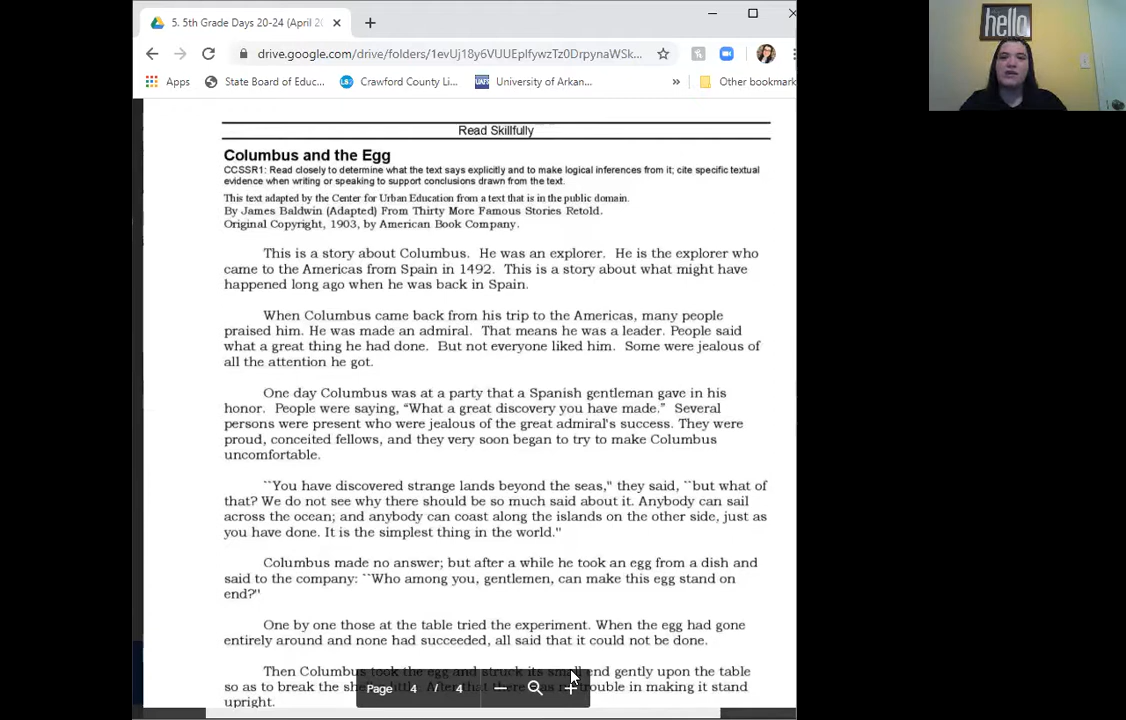 5. 5th Grade Days 20-24 (April 20
drive.google.com/drive/folders/1evUj18y6VUUEplfywzTz0DrpynaWSk...
Apps
State Board of Educ...
Crawford County Li...
UAFS
University of Arkan...
»
Other bookmark
hello
Read Skillfully
Columbus and the Egg
CCSSR1: Read closely to determine what the text says explicitly and to make logical inferences from it; cite specific textual
evidence when writing or speaking to support conclusions drawn from the text.
This text adapted by the Center for Urban Education from a text that is in the public domain.
By James Baldwin (Adapted) From Thirty More Famous Stories Retold.
Original Copyright, 1903, by American Book Company.
This is a story about Columbus. He was an explorer. He is the explorer who
came to the Americas from Spain in 1492. This is a story about what might have
happened long ago when he was back in Spain.
When Columbus came back from his trip to the Americas, many people
praised him. He was made an admiral. That means he was a leader. People said
what a great thing he had done. But not everyone liked him. Some were jealous of
all the attention he got.
One day Columbus was at a party that a Spanish gentleman gave in his
honor. People were saying, “What a great discovery you have made.” Several
persons were present who were jealous of the great admiral's success. They were
proud, conceited fellows, and they very soon began to try to make Columbus
uncomfortable.
``You have discovered strange lands beyond the seas," they said, ``but what of
that? We do not see why there should be so much said about it. Anybody can sail
across the ocean; and anybody can coast along the islands on the other side, just as
you have done. It is the simplest thing in the world."
Columbus made no answer; but after a while he took an egg from a dish and
said to the company: ``Who among you, gentlemen, can make this egg stand on
end?"
One by one those at the table tried the experiment. When the egg had gone
entirely around and none had succeeded, all said that it could not be done.
Then Columbus took the egg and struck its small end gently upon the table
so as to break the shell a little. After that there was no trouble in making it stand
upright.
Page 4 / 4